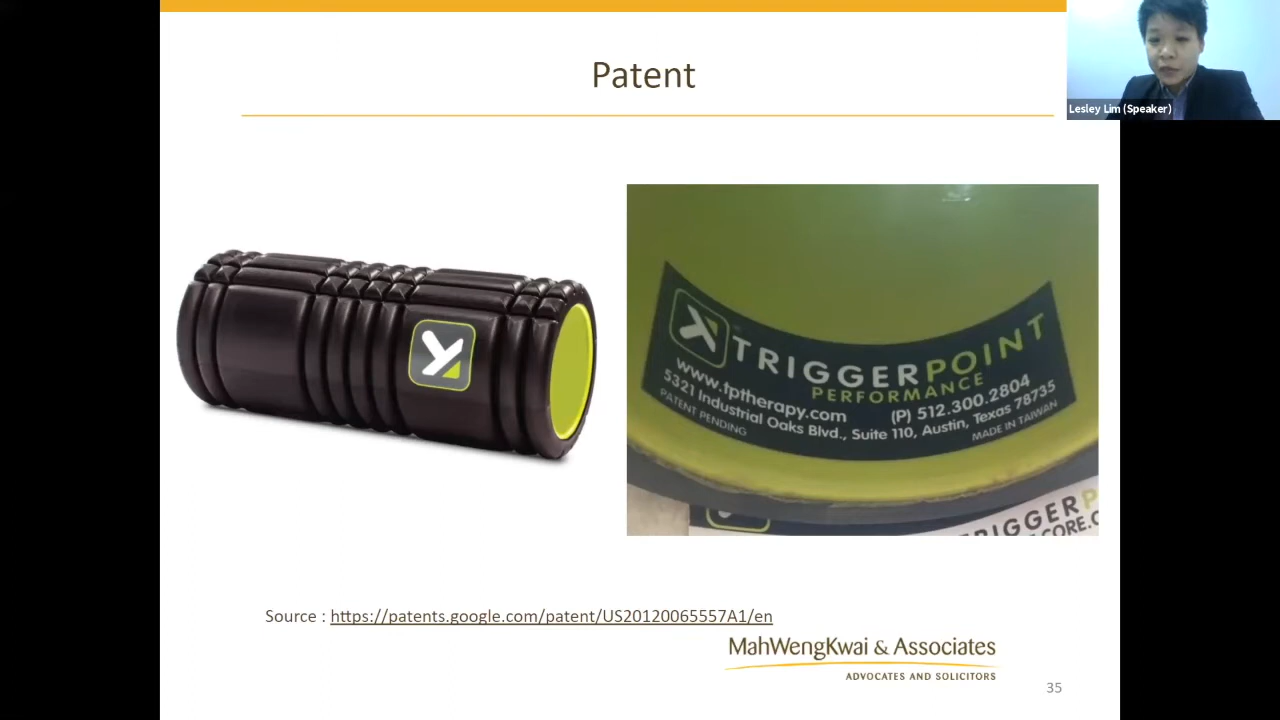 Patent
Lesley Lim (Speaker)
TRIGGERPOINT
PERFORMANCE
www.tptherapy.com (P) 512.300.2804
5321 Industrial Oaks Blvd., Suite 110, Austin, Texas 78735
PATENT PENDING MADE IN TAIWAN
Source : https://patents.google.com/patent/US20120065557A1/en
MahWengKwai & Associates
ADVOCATES AND SOLICITORS
35